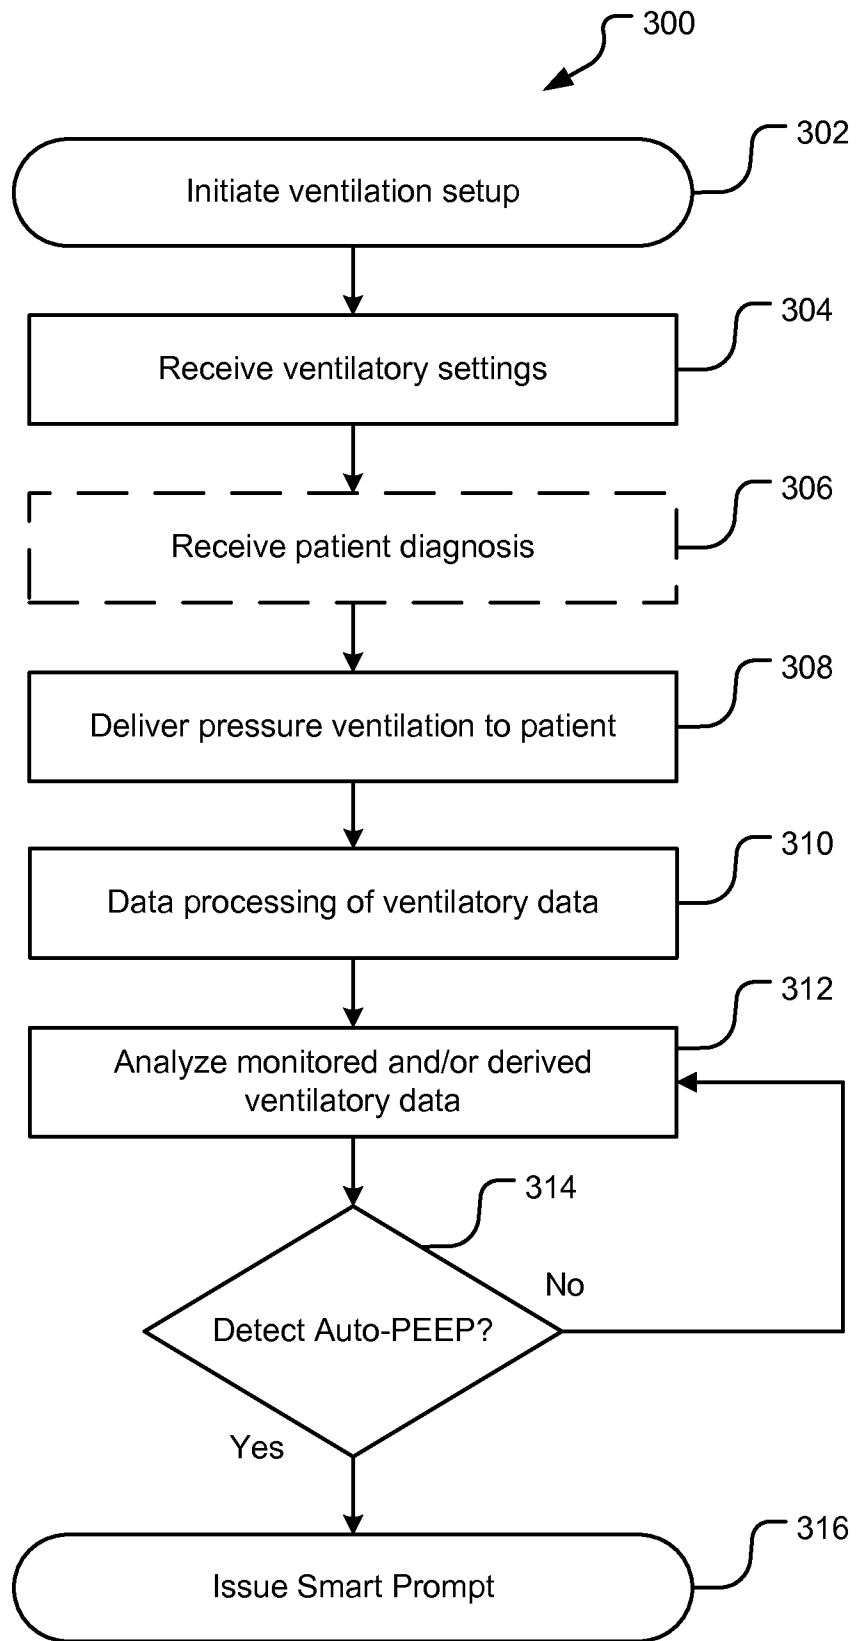 300
302
Initiate ventilation setup
304
Receive ventilatory settings
306
Receive patient diagnosis
308
Deliver pressure ventilation to patient
310
Data processing of ventilatory data
312
Analyze monitored and/or derived
ventilatory data
314
Detect Auto-PEEP?
No
Yes
316
Issue Smart Prompt